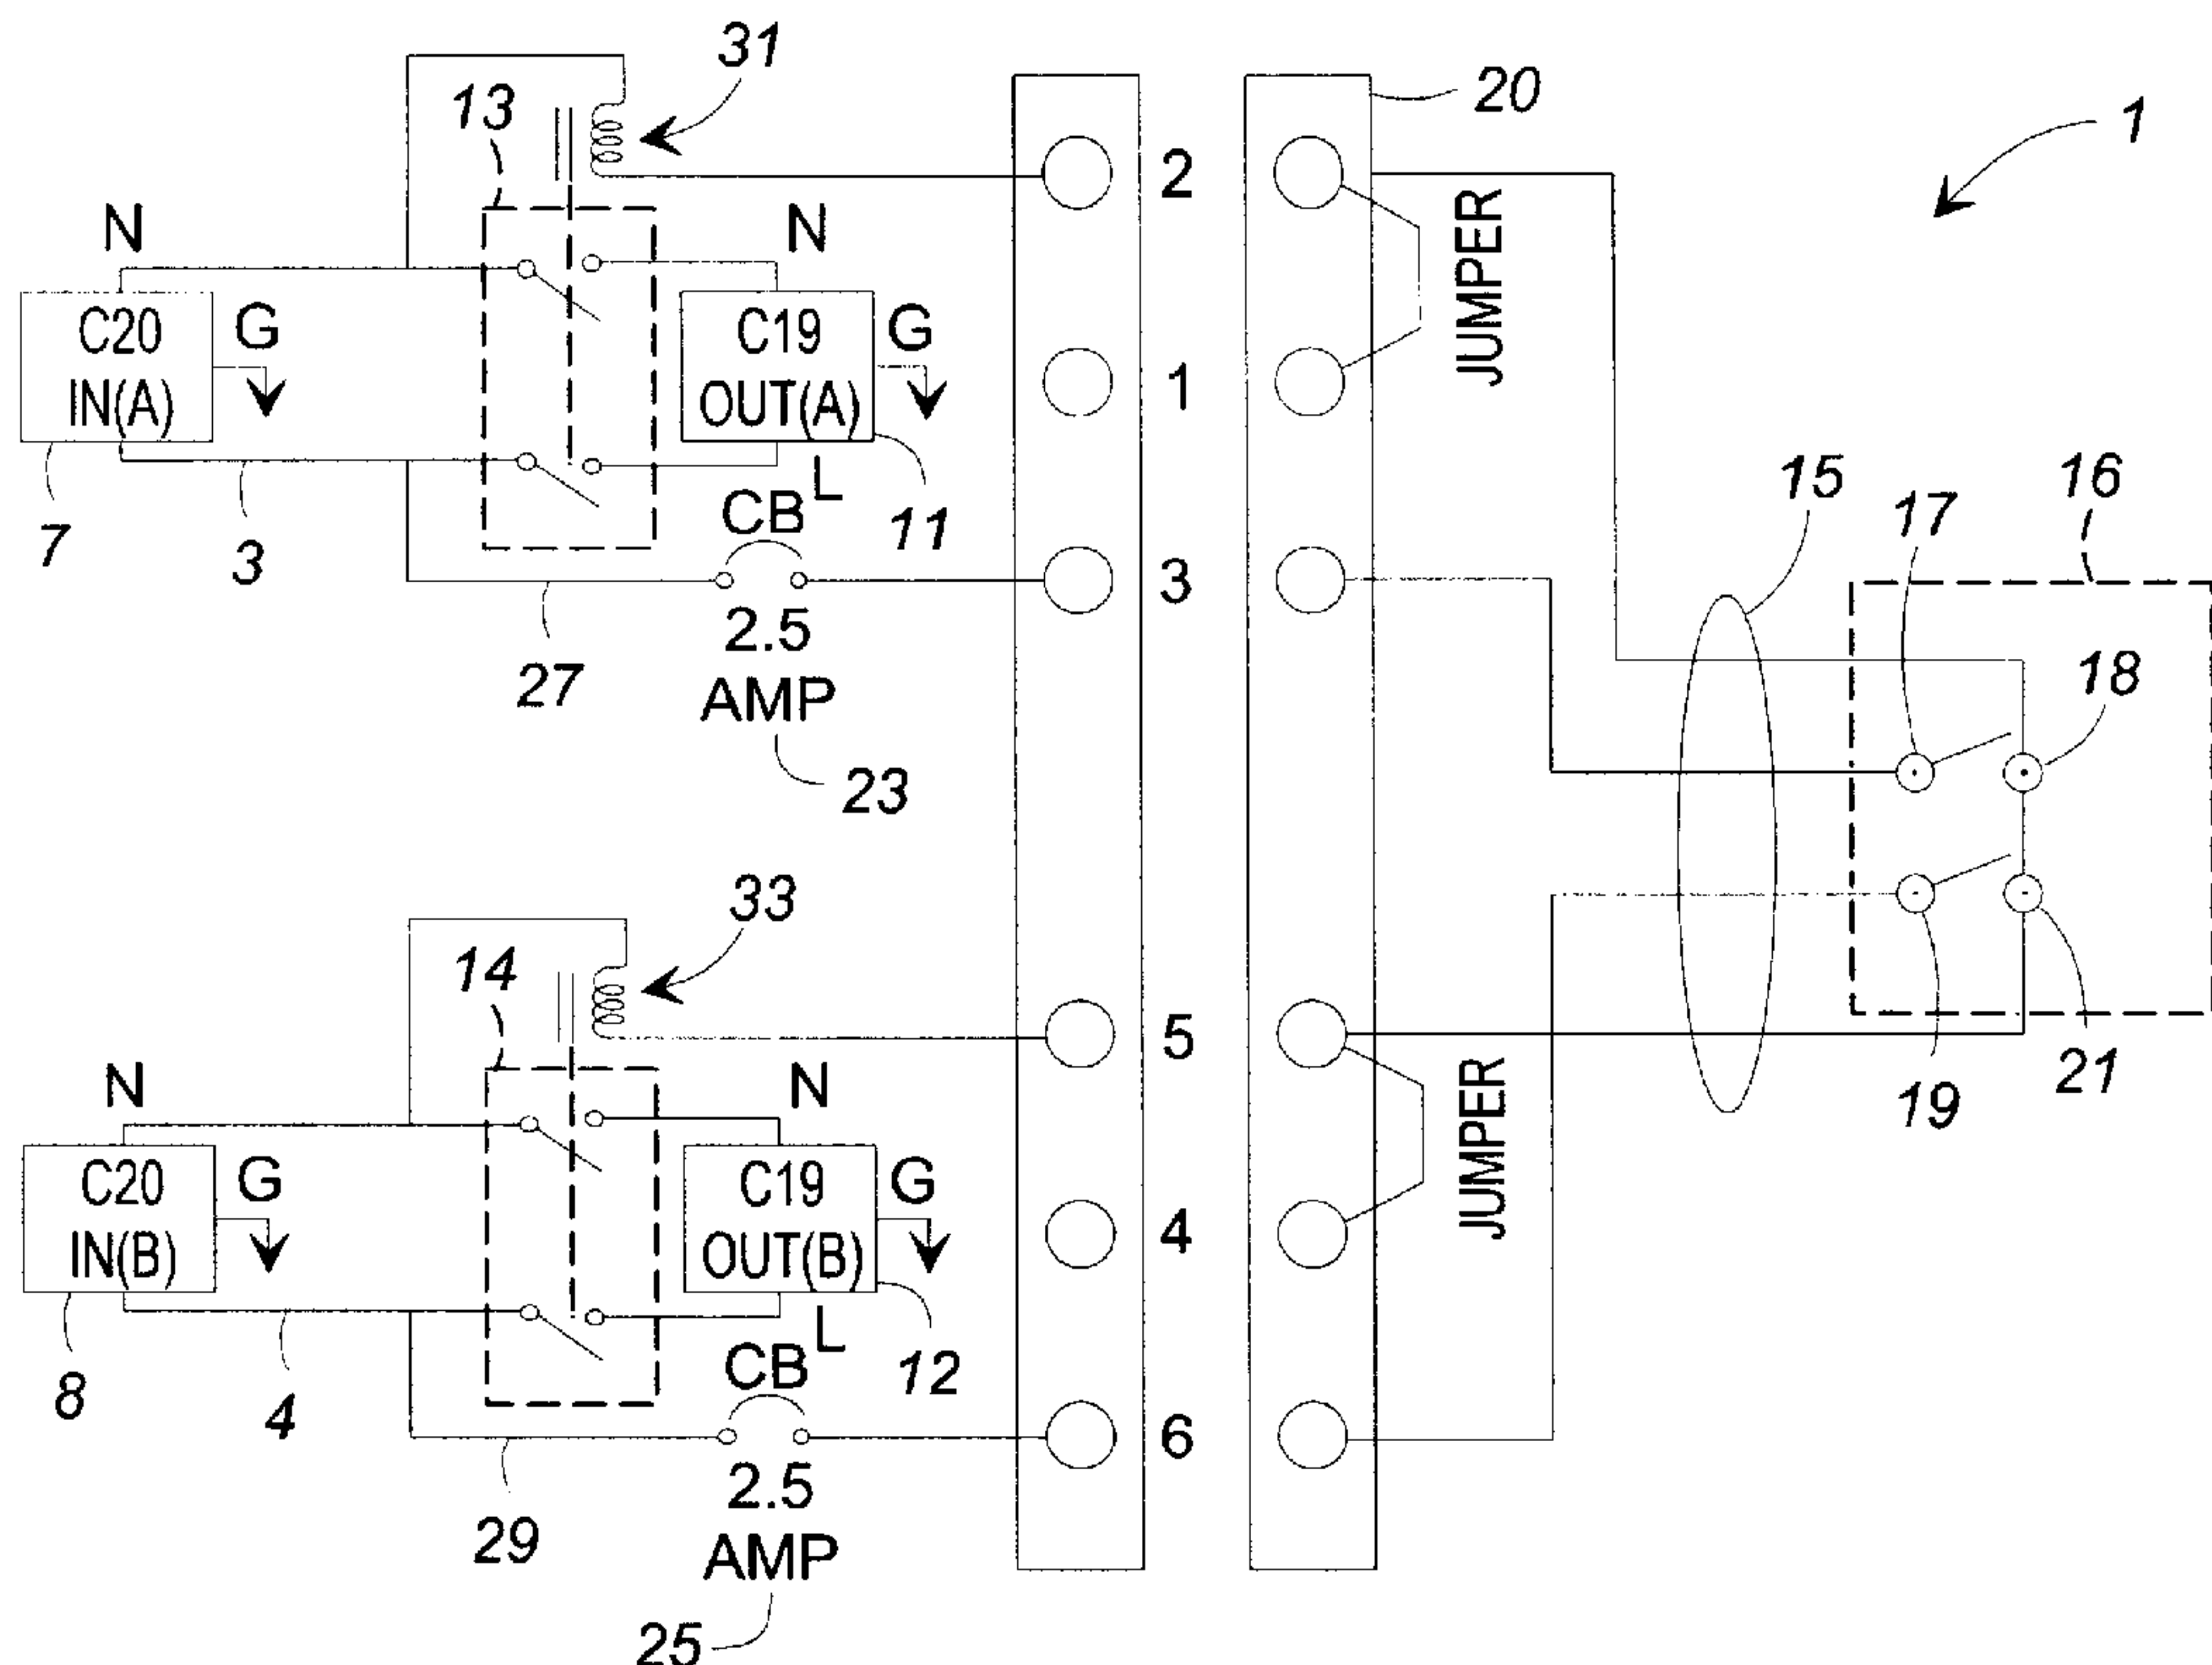 31
20
1
13
2
N
N
JUMPER
C20
IN(A)
G
C19
OUT(A)
G
1
L
CB
15
16
17
7
3
11
3
2.5
AMP
27
18
23
33
14
5
21
19
N
N
JUMPER
C20
IN(B)
G
C19
OUT(B)
G
4
L
CB
8
4
12
6
2.5
AMP
29
25